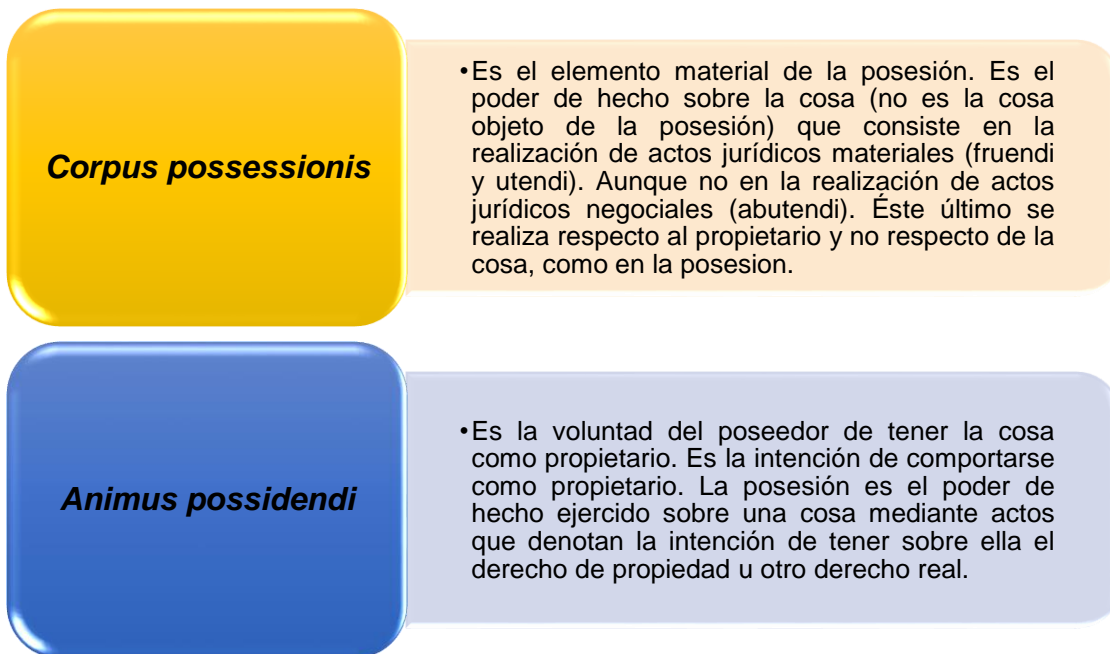 Corpus possessionis
•Es el elemento material de la posesión. Es el
poder de hecho sobre la cosa (no es la cosa
objeto de la posesión) que consiste en la
realización de actos jurídicos materiales (fruendi
y utendi). Aunque no en la realización de actos
jurídicos negociales (abutendi). Éste último se
realiza respecto al propietario y no respecto de la
cosa, como en la posesion.
Animus possidendi
•Es la voluntad del poseedor de tener la cosa
como propietario. Es la intención de comportarse
como propietario. La posesión es el poder de
hecho ejercido sobre una cosa mediante actos
que denotan la intención de tener sobre ella el
derecho de propiedad u otro derecho real.